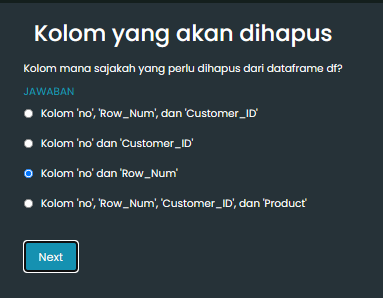 Kolom yang akan dihapus
Kolom mana sajakah yang perlu dihapus dari dataframe df?
JAWABAN
Kolom 'no', 'Row_Num', dan 'Customer_ID'
Kolom 'no' dan 'Customer_ID'
Kolom 'no' dan 'Row_Num'
Kolom 'no', 'Row_Num', 'Customer_ID', dan 'Product'
Next